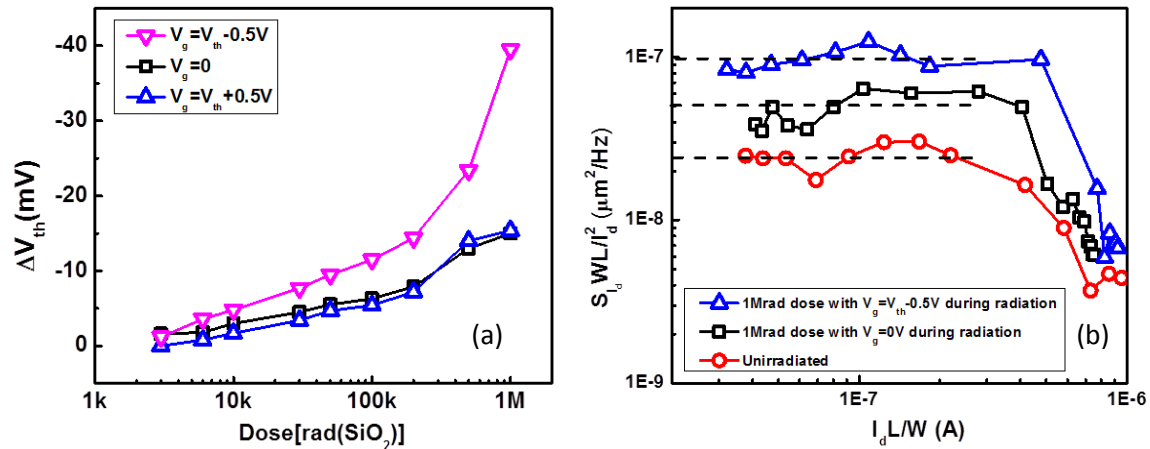 -40
-30
-20
-10
0
ΔV_th(mV)
V_g=V_th-0.5V
V_g=0
V_g=V_th+0.5V
(a)
1k 10k 100k 1M
Dose[rad(SiO_2)]
1E-7
1E-8
1E-9
S_I_d WL/I_d^2 (μm^2/Hz)
1Mrad dose with V_g=V_th-0.5V during radiation
1Mrad dose with V_g=0V during radiation
Unirradiated
(b)
1E-7 1E-6
I_dL/W (A)